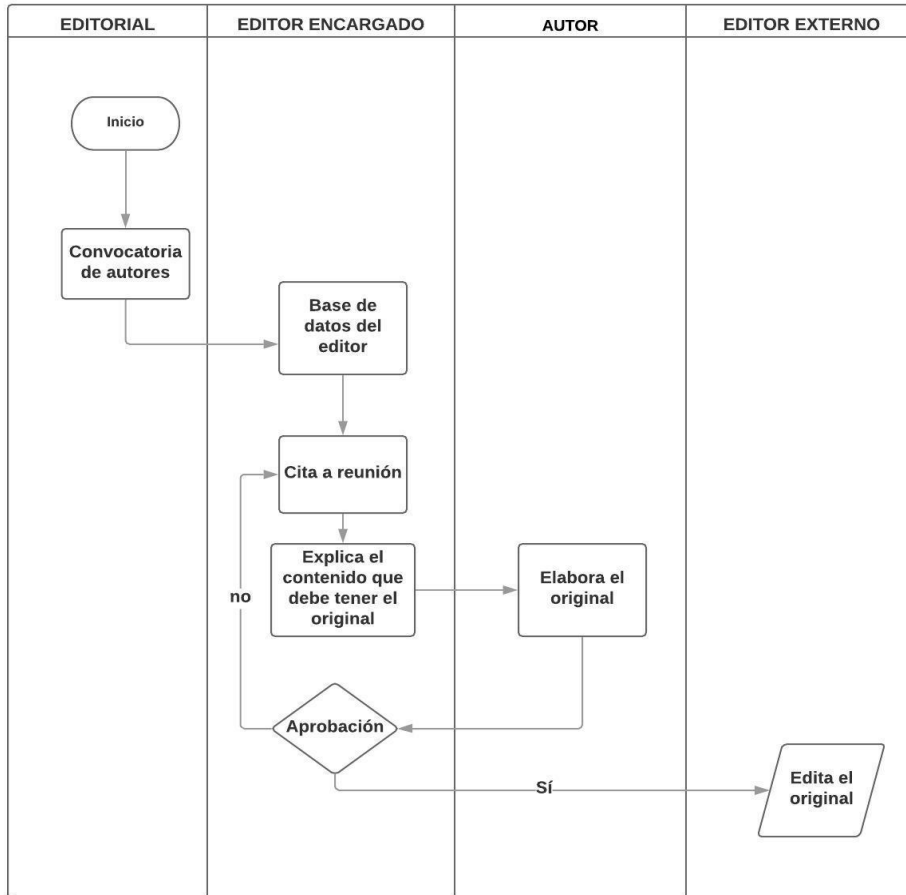 EDITORIAL
EDITOR ENCARGADO
AUTOR
EDITOR EXTERNO
Inicio
Convocatoria
de autores
Base de
datos del
editor
Cita a reunión
Explica el
contenido que
debe tener el
original
Elabora el
original
no
Aprobación
Sí
Edita el
original